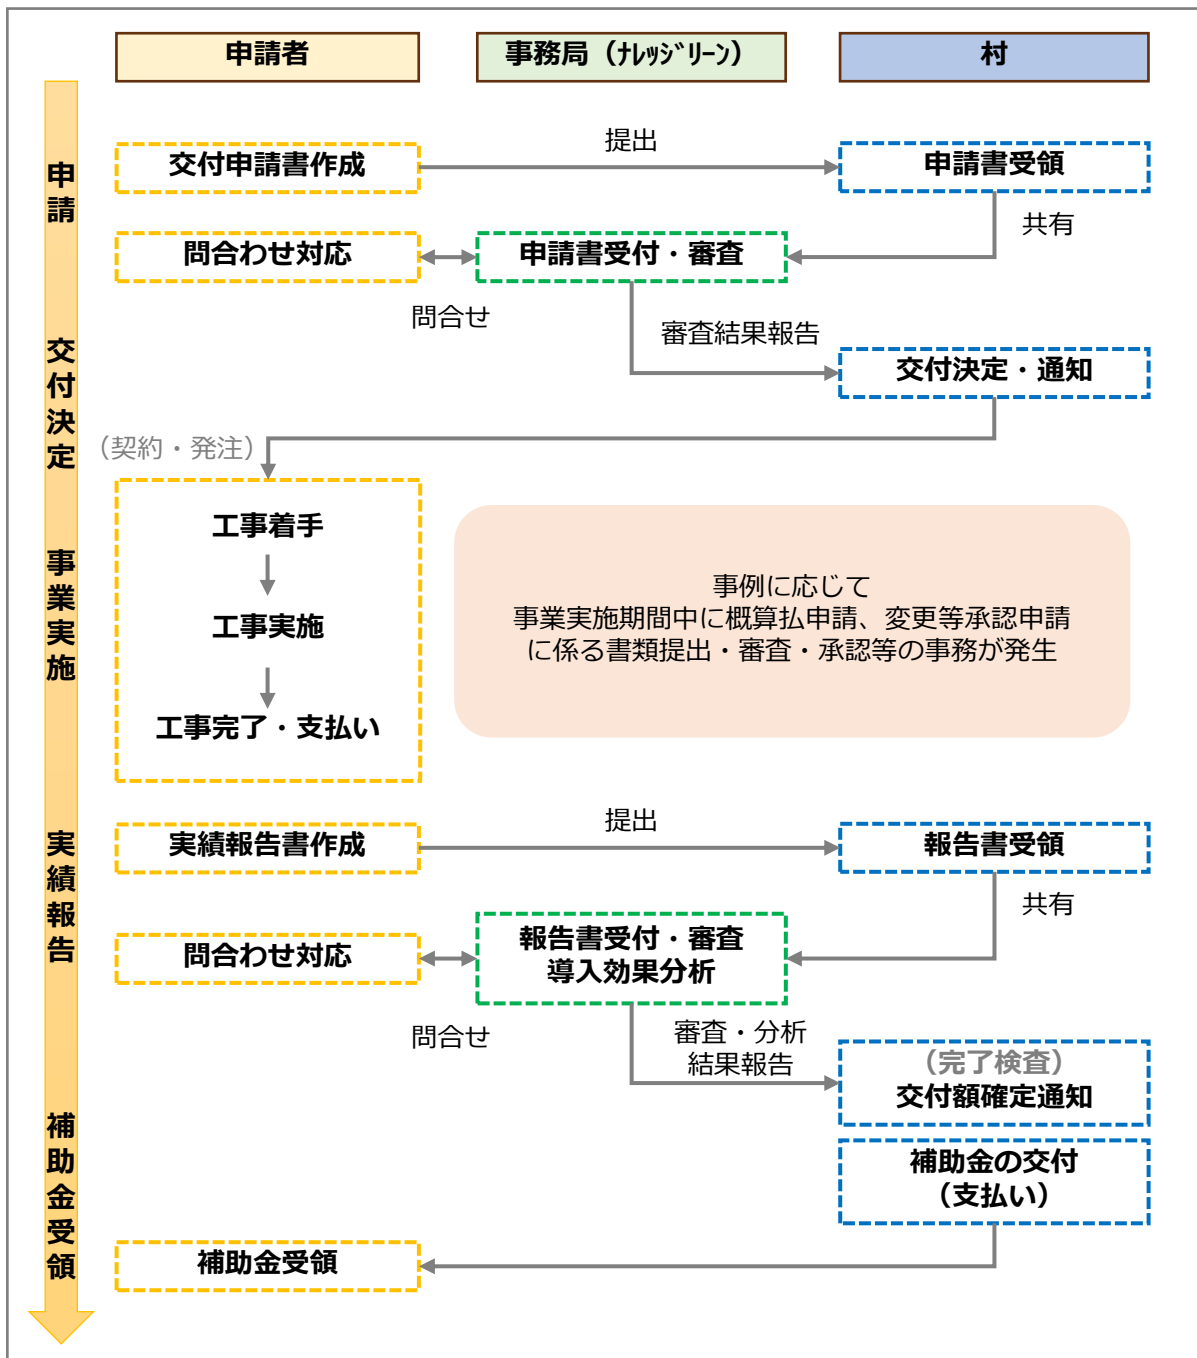 申請者
事務局（ﾅﾚｯｼﾞﾘｰﾝ）
村
申請
交付申請書作成
提出
申請書受領
共有
問合わせ対応
問合せ
申請書受付・審査
審査結果報告
交付決定
交付決定・通知
（契約・発注）
事業実施
工事着手
工事実施
工事完了・支払い
事例に応じて
事業実施期間中に概算払申請、変更等承認申請
に係る書類提出・審査・承認等の事務が発生
実績報告
実績報告書作成
提出
報告書受領
共有
問合わせ対応
問合せ
報告書受付・審査
導入効果分析
審査・分析
結果報告
（完了検査）
交付額確定通知
補助金の交付
（支払い）
補助金受領
補助金受領